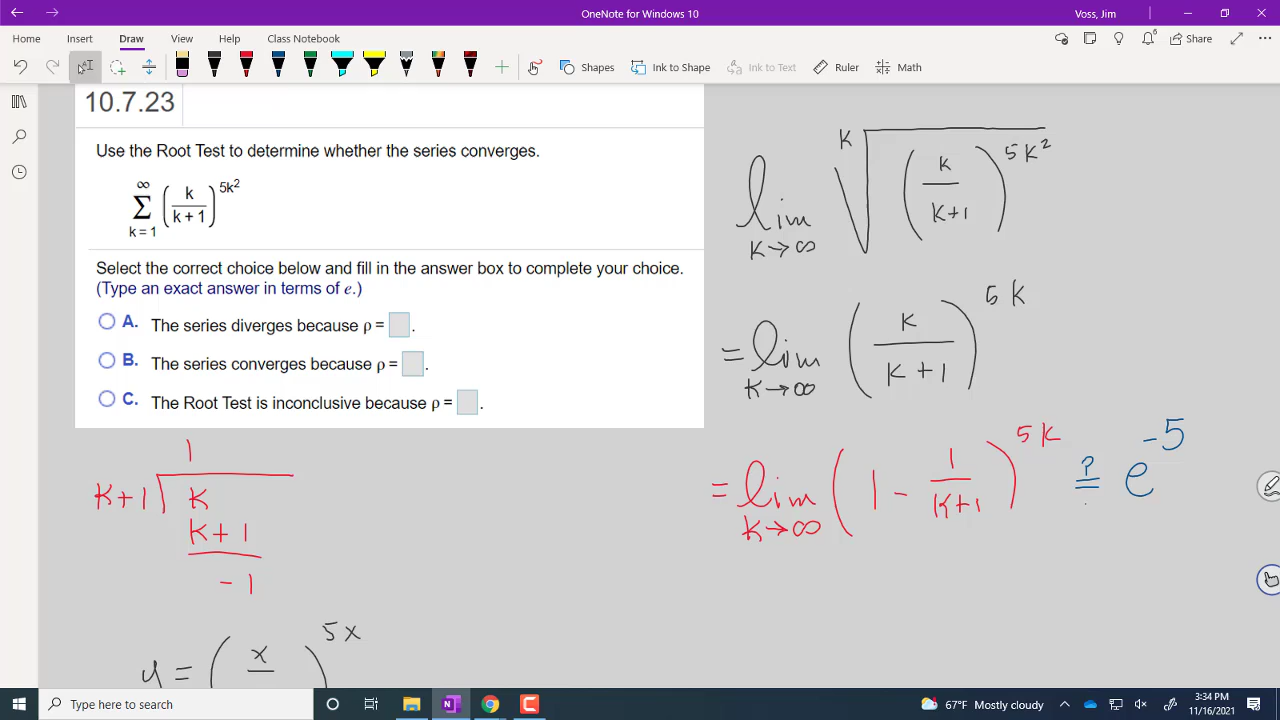 OneNote for Windows 10
Voss, Jim
Home Insert Draw View Help Class Notebook
Share
Shapes Ink to Shape Ink to Text Ruler Math
10.7.23
Use the Root Test to determine whether the series converges.
∞
Σ (k/(k + 1))^5k²
k = 1
Select the correct choice below and fill in the answer box to complete your choice.
(Type an exact answer in terms of e.)
A. The series diverges because ρ = .
B. The series converges because ρ = .
C. The Root Test is inconclusive because ρ = .
1
K+1 K
K+1
-1
y = (x
5x
lim K→∞ K√(K/(K+1))^5K²
= lim K→∞ (K/(K+1))^5K
= lim K→∞ (1 - 1/(K+1))^5K ?= e^-5
Type here to search
67°F Mostly cloudy
3:34 PM
11/16/2021